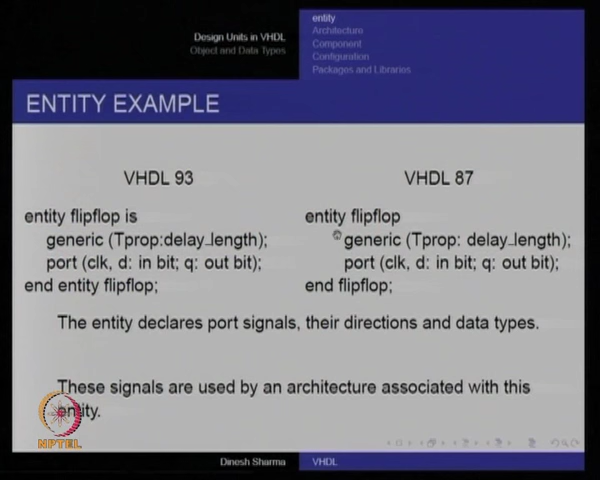 Design Units in VHDL
Object and Data Types
entity
Architecture
Component
Configuration
Packages and Libraries
ENTITY EXAMPLE
VHDL 93
entity flipflop is
generic (Tprop:delay_length);
port (clk, d: in bit; q: out bit);
end entity flipflop;
VHDL 87
entity flipflop
generic (Tprop: delay_length);
port (clk, d: in bit; q: out bit);
end flipflop;
The entity declares port signals, their directions and data types.
These signals are used by an architecture associated with this
entity.
NPTEL
Dinesh Sharma
VHDL